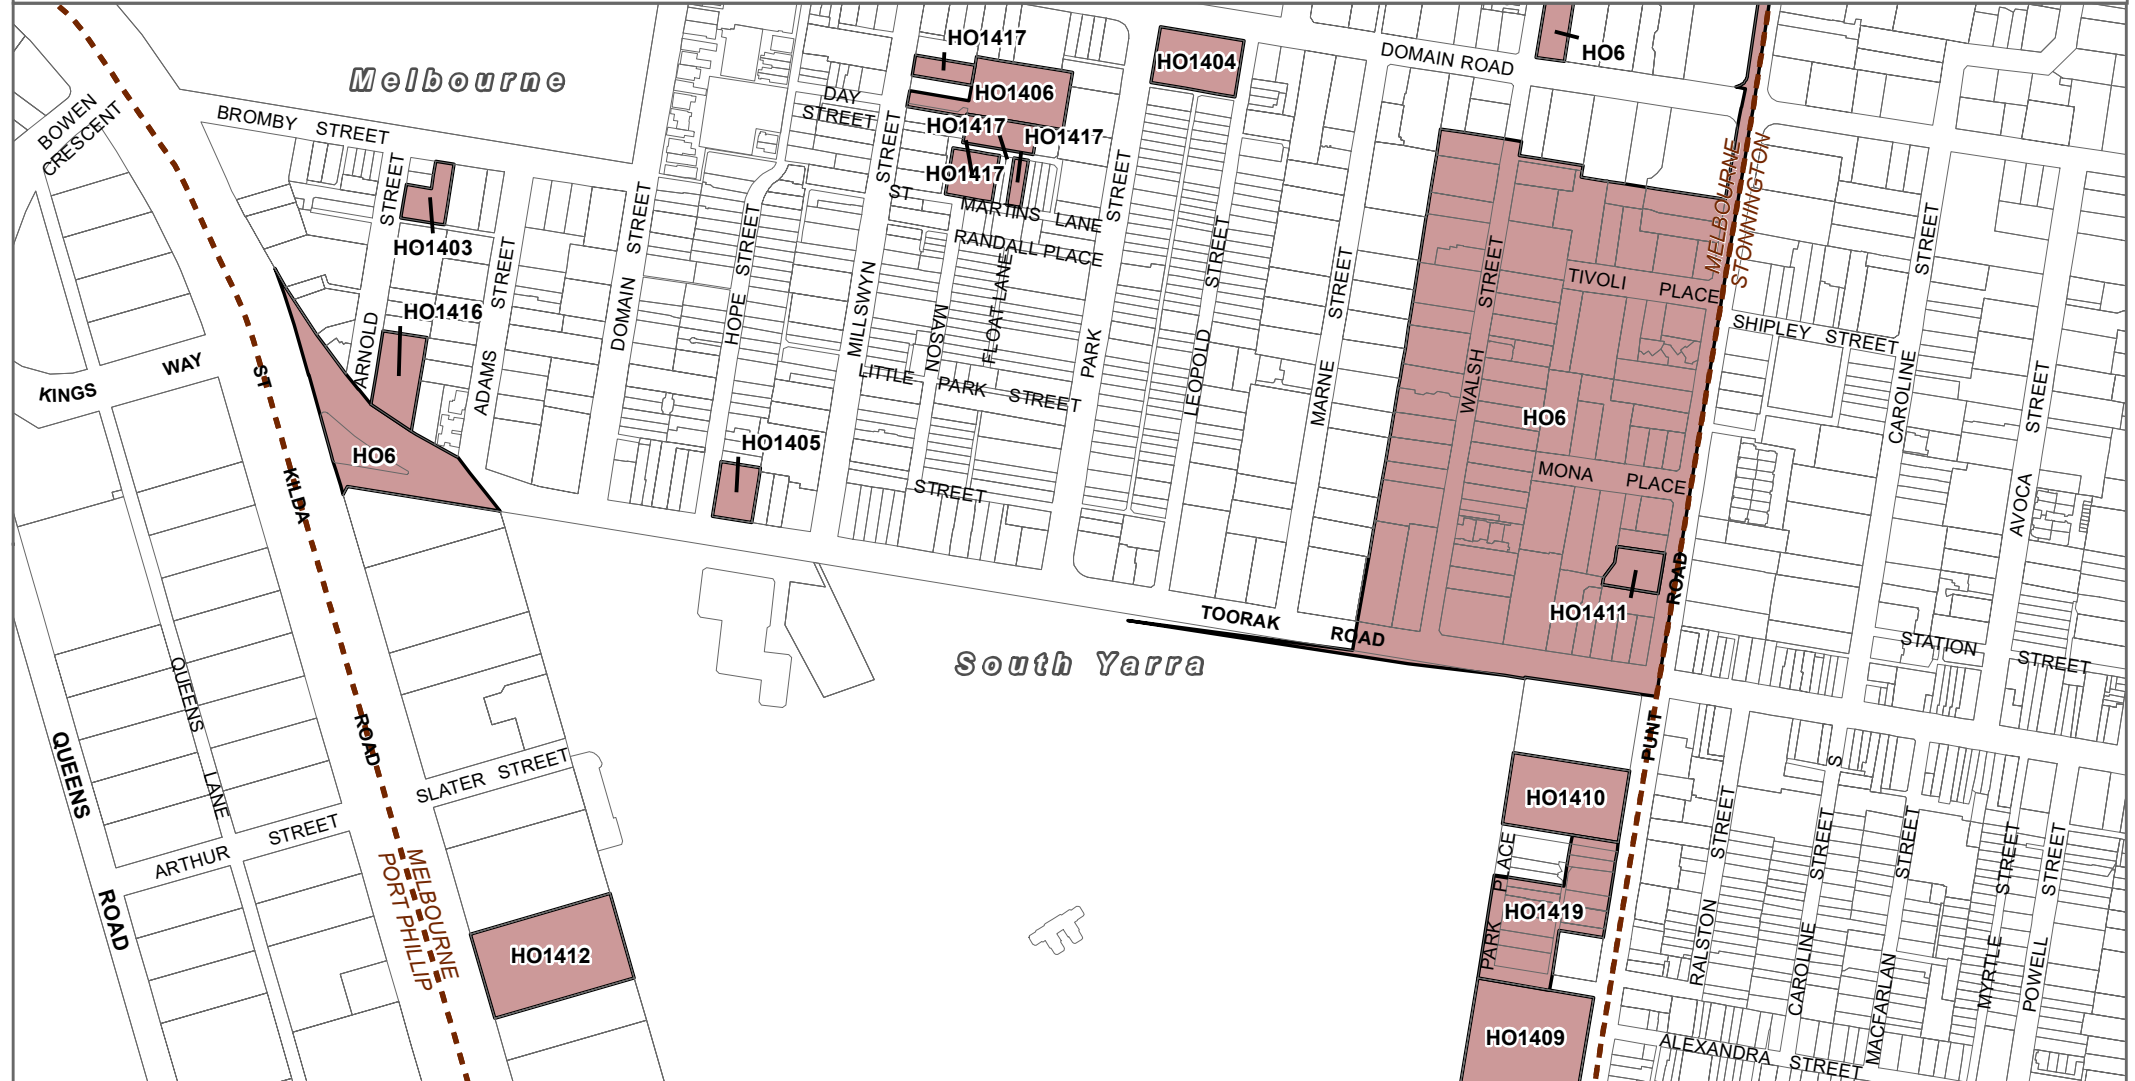 HO1417
HO1404
DOMAIN ROAD
HO6
Melbourne
BOWEN
CRESCENT
BROMBY STREET
DAY
STREET
HO1406
HO1417
HO1417
HO1417
HO1403
HO1416
HO6
HO1405
ARNOLD STREET
ADAMS STREET
DOMAIN STREET
HOPE STREET
MILLSWYN STREET
ST MARTINS LANE
RANDALL PLACE
MASON STREET
FLOAT LANE
LITTLE PARK STREET
PARK STREET
LEOPOLD STREET
MARNE STREET
WALSH STREET
TIVOLI PLACE
HO6
MONA PLACE
HO1411
MELBOURNE
STONNINGTON
SHIPLEY STREET
CAROLINE STREET
AVOCA STREET
STATION STREET
KINGS WAY
ST KILDA ROAD
TOORAK ROAD
PUNT ROAD
South Yarra
QUEENS LANE
QUEENS ROAD
ARTHUR STREET
SLATER STREET
MELBOURNE
PORT PHILLIP
HO1412
HO1410
PARK PLACE
HO1419
HO1409
RALSTON STREET
CAROLINE STREET S
MACFARLAN STREET
MYRTLE STREET
POWELL STREET
ALEXANDRA STREET